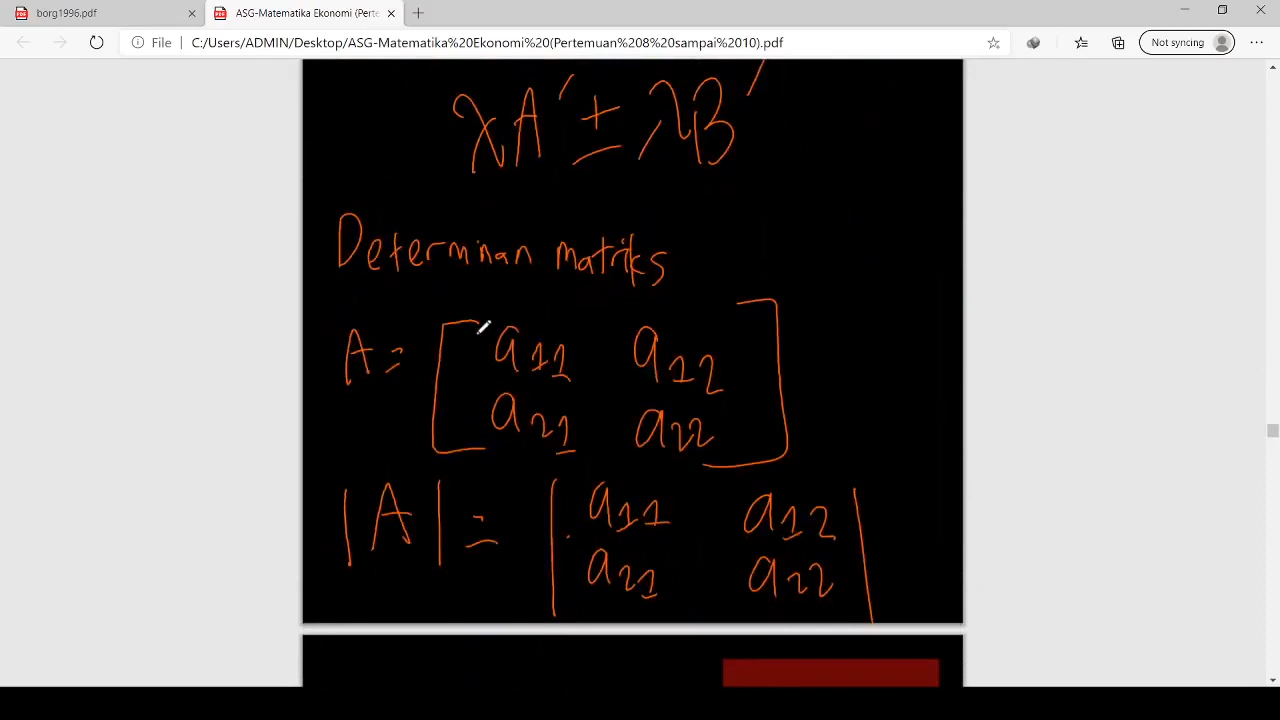 borg1996.pdf
ASG-Matematika Ekonomi (Perte
File
C:/Users/ADMIN/Desktop/ASG-Matematika%20Ekonomi%20(Pertemuan%208%20sampai%2010).pdf
Not syncing
λA′ ± λB′
Determinan matriks
A = [ a11 a12
a21 a22 ]
|A| = | a11 a12
a21 a22 |